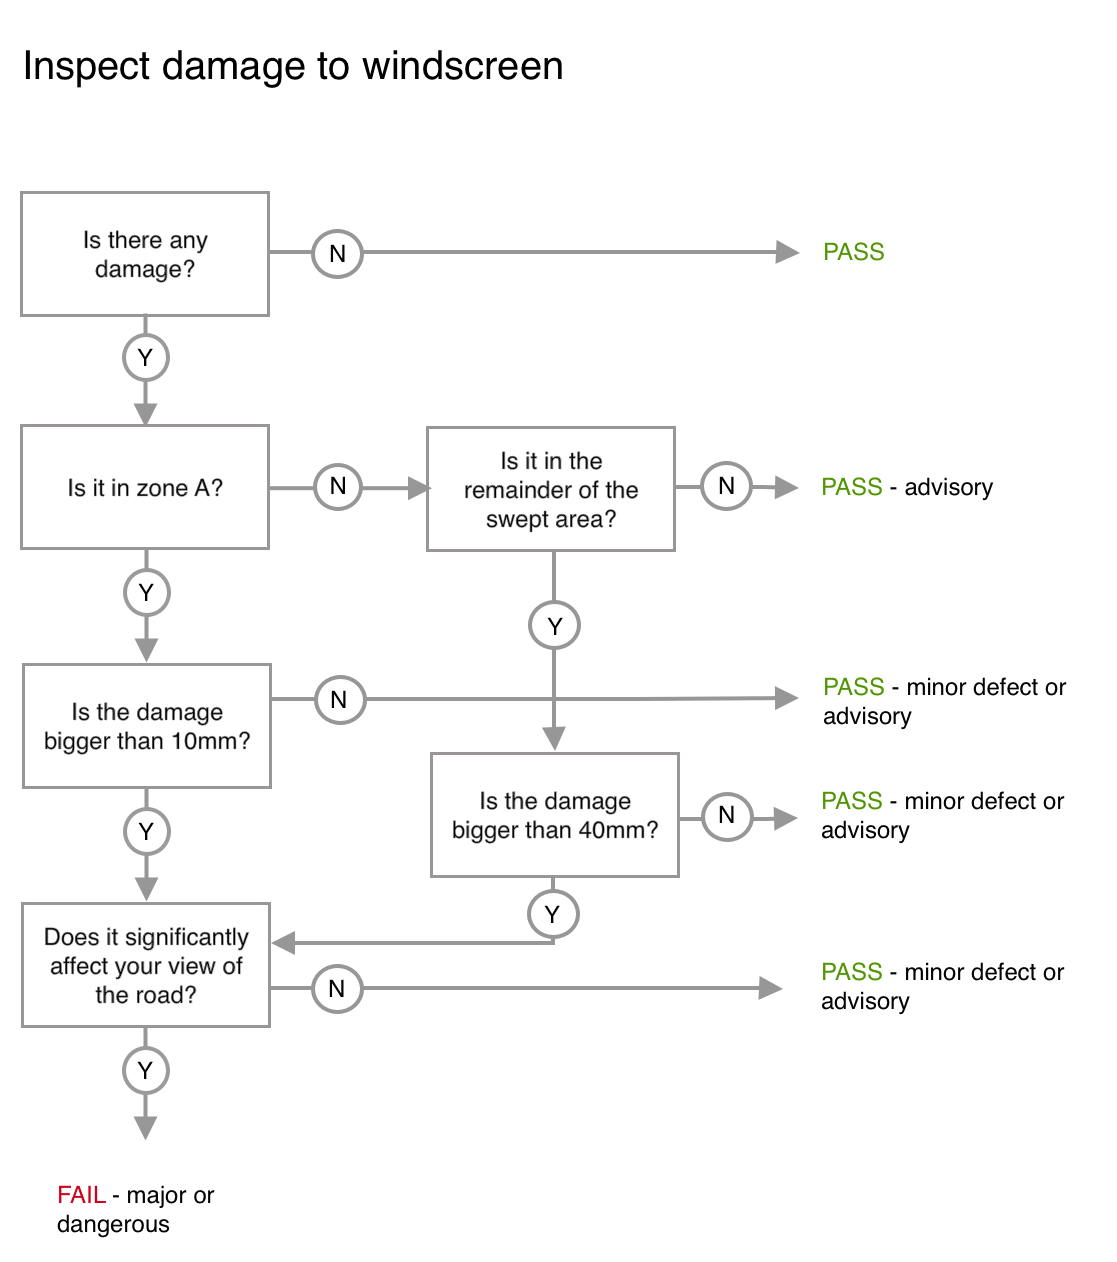 Inspect damage to windscreen
Is there any
damage?
N
PASS
Y
Is it in zone A?
N
Is it in the
remainder of the
swept area?
N
PASS - advisory
Y
Y
Is the damage
bigger than 10mm?
N
PASS - minor defect or
advisory
Is the damage
bigger than 40mm?
N
PASS - minor defect or
advisory
Y
Y
Does it significantly
affect your view of
the road?
N
PASS - minor defect or
advisory
Y
FAIL - major or
dangerous